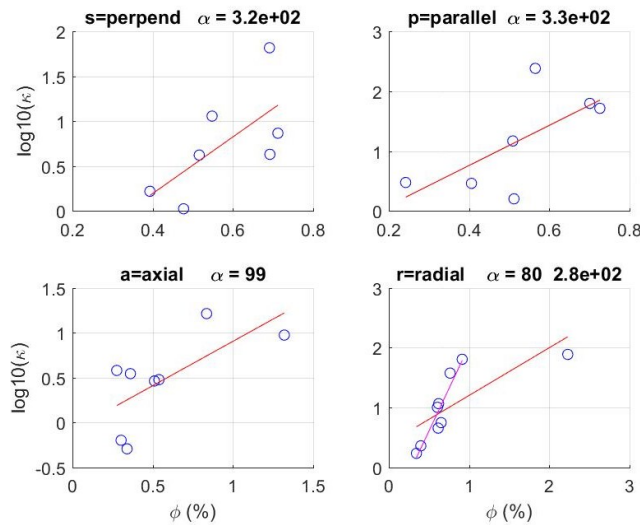 s=perpend α = 3.2e+02
p=parallel α = 3.3e+02
2
1.5
1
0.5
0
log10(κ)
0.2 0.4 0.6 0.8
3
2
1
0
0.2 0.4 0.6 0.8
a=axial α = 99
r=radial α = 80 2.8e+02
1.5
1
0.5
0
-0.5
log10(κ)
0 0.5 1 1.5
ϕ (%)
3
2
1
0
0 1 2 3
ϕ (%)